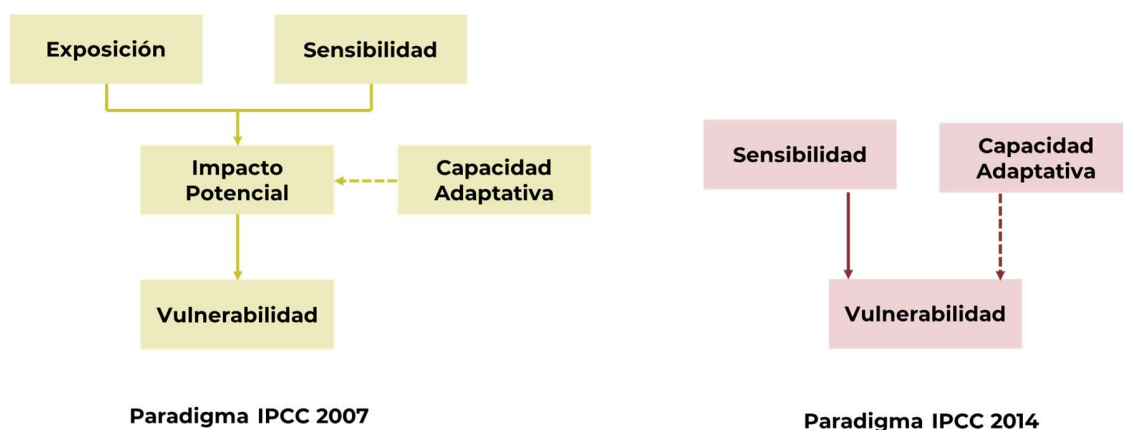 Exposición
Sensibilidad
Impacto
Potencial
Capacidad
Adaptativa
Vulnerabilidad
Paradigma IPCC 2007
Sensibilidad
Capacidad
Adaptativa
Vulnerabilidad
Paradigma IPCC 2014